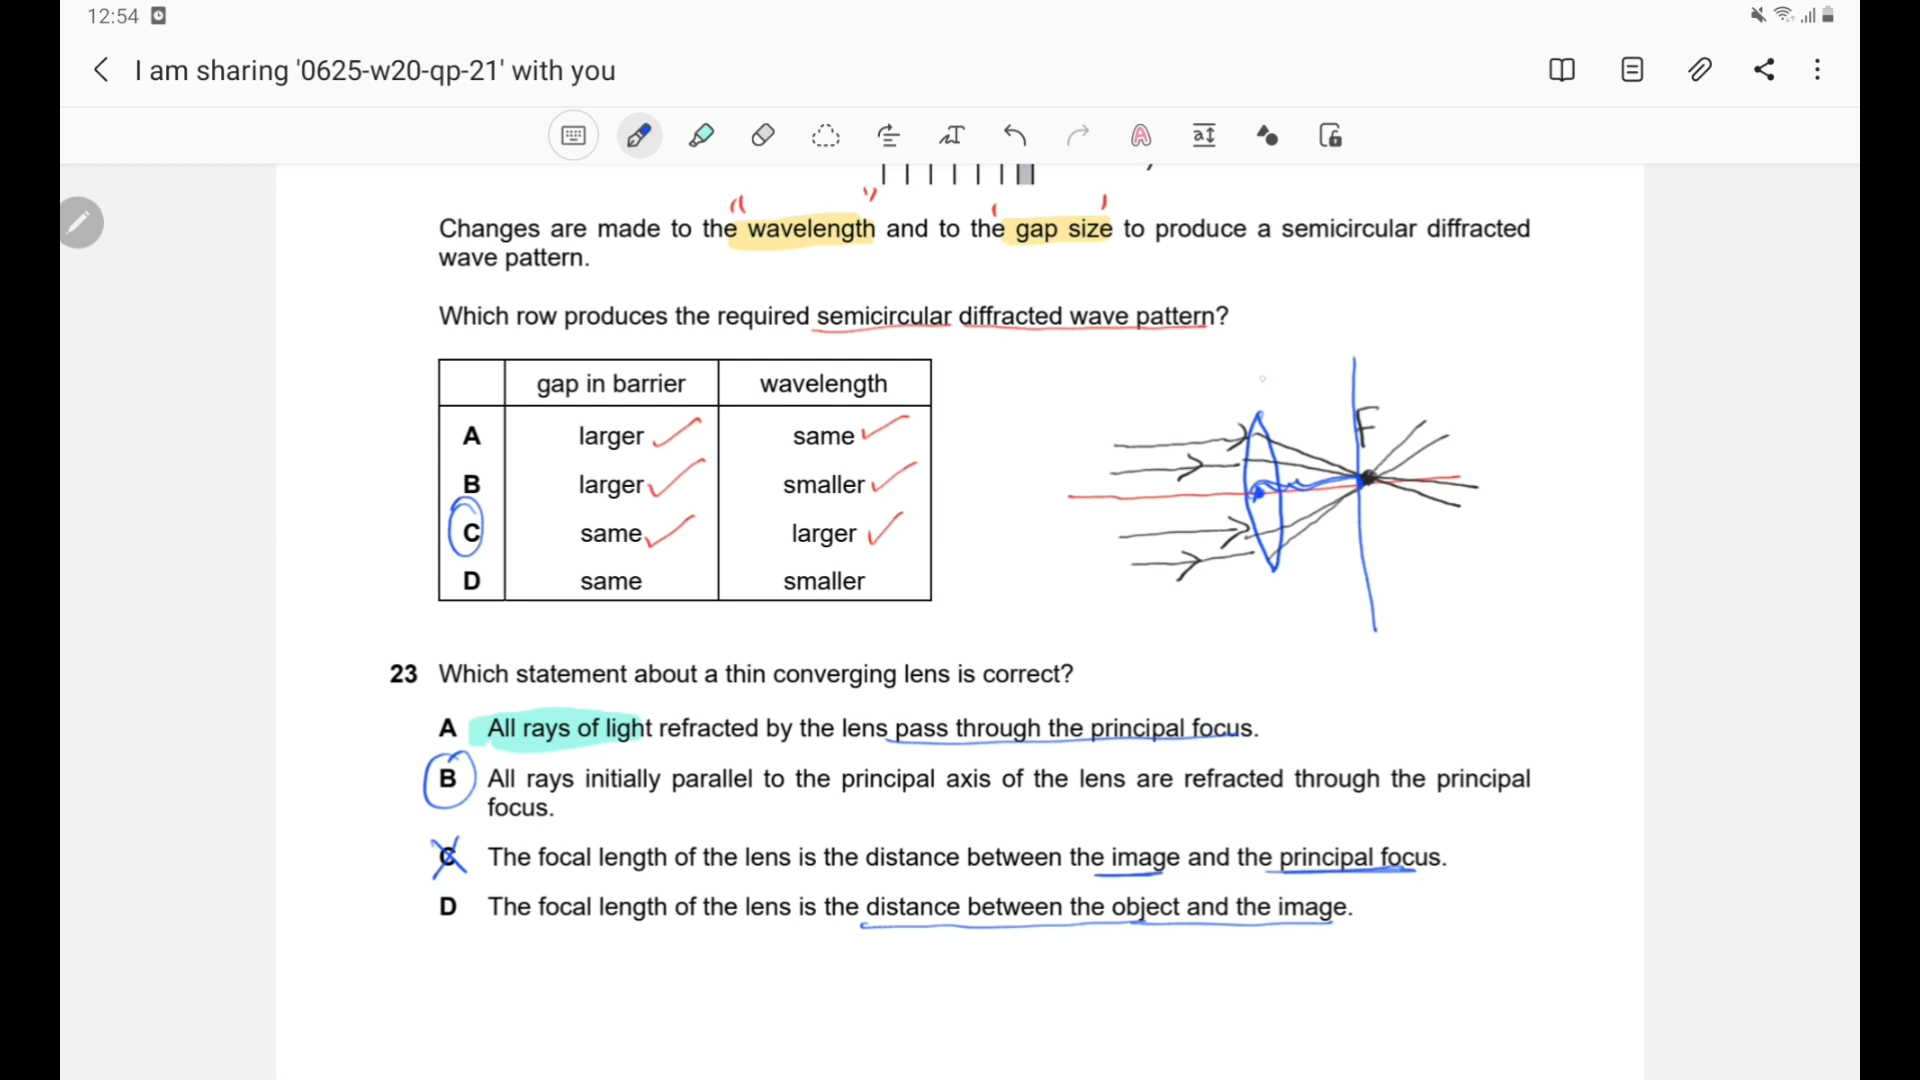 12:54
I am sharing '0625-w20-qp-21' with you
Changes are made to the wavelength and to the gap size to produce a semicircular diffracted
wave pattern.
Which row produces the required semicircular diffracted wave pattern?
gap in barrier wavelength
A larger same
B larger smaller
C same larger
D same smaller
F
23 Which statement about a thin converging lens is correct?
A All rays of light refracted by the lens pass through the principal focus.
B All rays initially parallel to the principal axis of the lens are refracted through the principal
focus.
C The focal length of the lens is the distance between the image and the principal focus.
D The focal length of the lens is the distance between the object and the image.